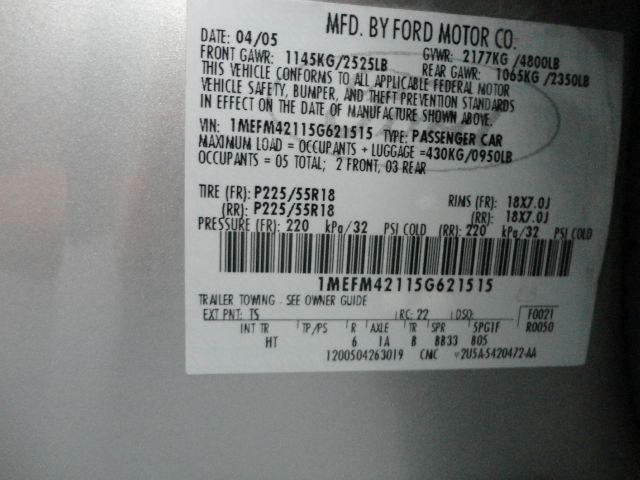 MFD. BY FORD MOTOR CO.
DATE: 04/05 GVWR: 2177KG /4800LB
FRONT GAWR: 1145KG/2525LB REAR GAWR: 1065KG /2350LB
THIS VEHICLE CONFORMS TO ALL APPLICABLE FEDERAL MOTOR
VEHICLE SAFETY, BUMPER, AND THEFT PREVENTION STANDARDS
IN EFFECT ON THE DATE OF MANUFACTURE SHOWN ABOVE.
VIN: 1MEFM42115G621515 TYPE: PASSENGER CAR
MAXIMUM LOAD = OCCUPANTS + LUGGAGE =430KG/0950LB
OCCUPANTS = 05 TOTAL; 2 FRONT, 03 REAR
TIRE (FR): P225/55R18 RIMS (FR): 18X7.0J
(RR): P225/55R18 (RR): 18X7.0J
PRESSURE (FR): 220 kPa/32 PSI COLD (RR): 220 kPa/32 PSI COLD
1MEFM42115G621515
TRAILER TOWING - SEE OWNER GUIDE
EXT PNT: TS RC: 22 DSO: F0021
INT TR TP/PS R AXLE TR SPR SPGIF R0050
HT 6 1A B BB33 B05
1200504263019 CMC 2U5A-5420472-AA